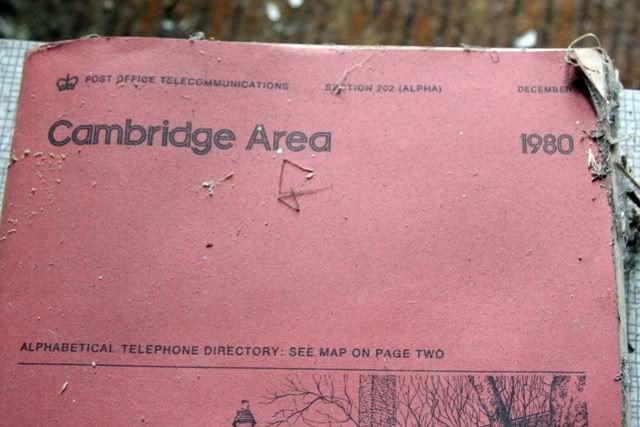 POST OFFICE TELECOMMUNICATIONS SECTION 202 (ALPHA) DECEMBER
Cambridge Area 1980
ALPHABETICAL TELEPHONE DIRECTORY: SEE MAP ON PAGE TWO